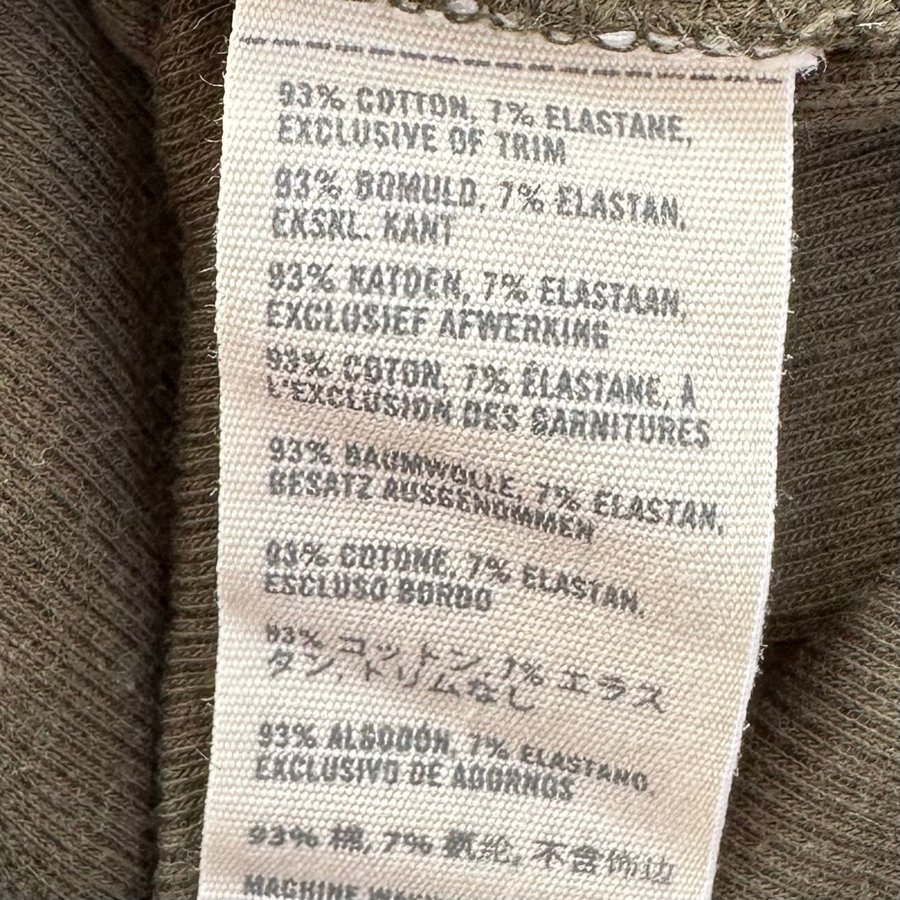 93% COTTON, 7% ELASTANE,
EXCLUSIVE OF TRIM
93% BOMULD, 7% ELASTAN,
EKSKL. KANT
93% KATOEN, 7% ELASTAAN,
EXCLUSIEF AFWERKING
93% COTON, 7% ÉLASTANE, À
L'EXCLUSION DES GARNITURES
93% BAUMWOLLE, 7% ELASTAN,
BESATZ AUSGENOMMEN
93% COTONE, 7% ELASTAN,
ESCLUSO BORDO
93% コットン, 7% エラス
タン, トリムなし
93% ALGODÓN, 7% ELASTANO
EXCLUSIVO DE ADORNOS
93% 棉, 7% 氨纶, 不含饰边
MACHINE